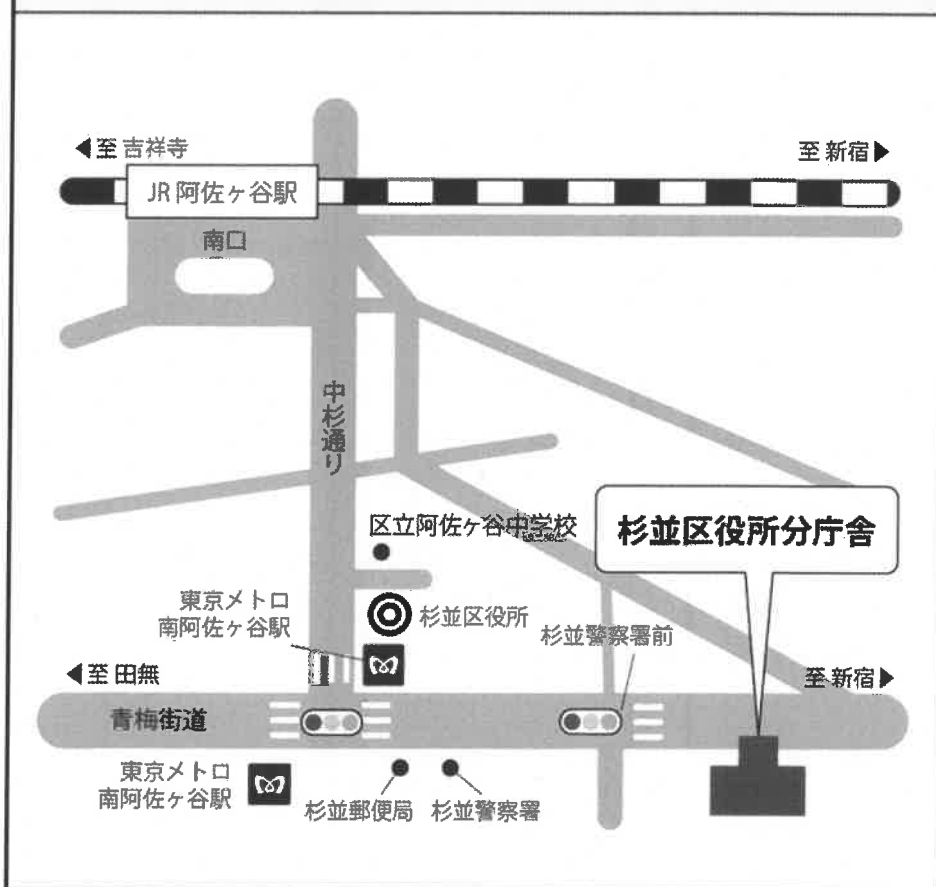 ◀至 吉祥寺
至 新宿▶
JR 阿佐ヶ谷駅
南口
中杉通り
区立阿佐ヶ谷中学校
杉並区役所分庁舎
東京メトロ
南阿佐ヶ谷駅
杉並区役所
杉並警察署前
◀至 田無
至 新宿▶
青梅街道
東京メトロ
南阿佐ヶ谷駅
杉並郵便局
杉並警察署